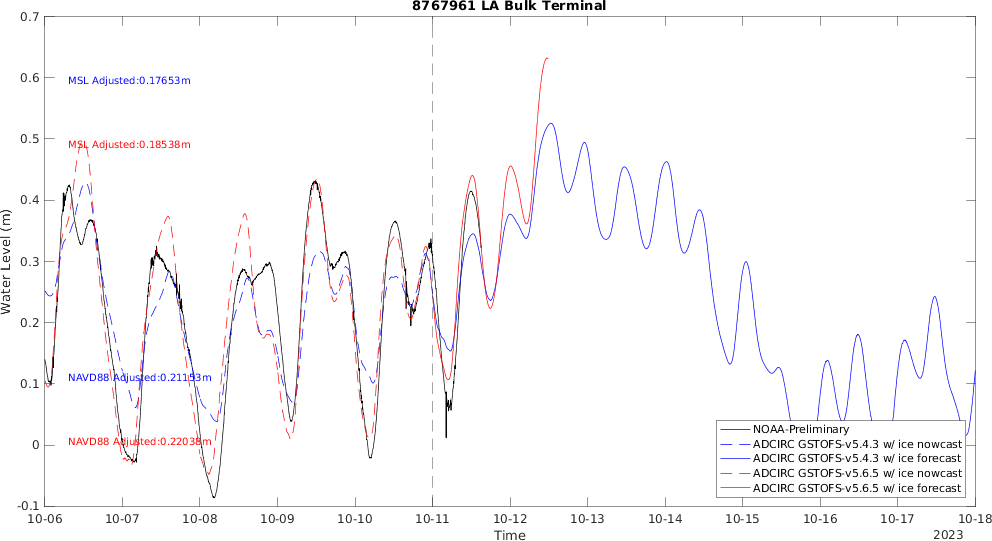 8767961 LA Bulk Terminal
0.7
0.6
0.5
0.4
0.3
0.2
0.1
0
-0.1
Water Level (m)
MSL Adjusted:0.17653m
MSL Adjusted:0.18538m
NAVD88 Adjusted:0.21153m
NAVD88 Adjusted:0.22038m
NOAA-Preliminary
ADCIRC GSTOFS-v5.4.3 w/ ice nowcast
ADCIRC GSTOFS-v5.4.3 w/ ice forecast
ADCIRC GSTOFS-v5.6.5 w/ ice nowcast
ADCIRC GSTOFS-v5.6.5 w/ ice forecast
10-06 10-07 10-08 10-09 10-10 10-11 10-12 10-13 10-14 10-15 10-16 10-17 10-18
Time
2023